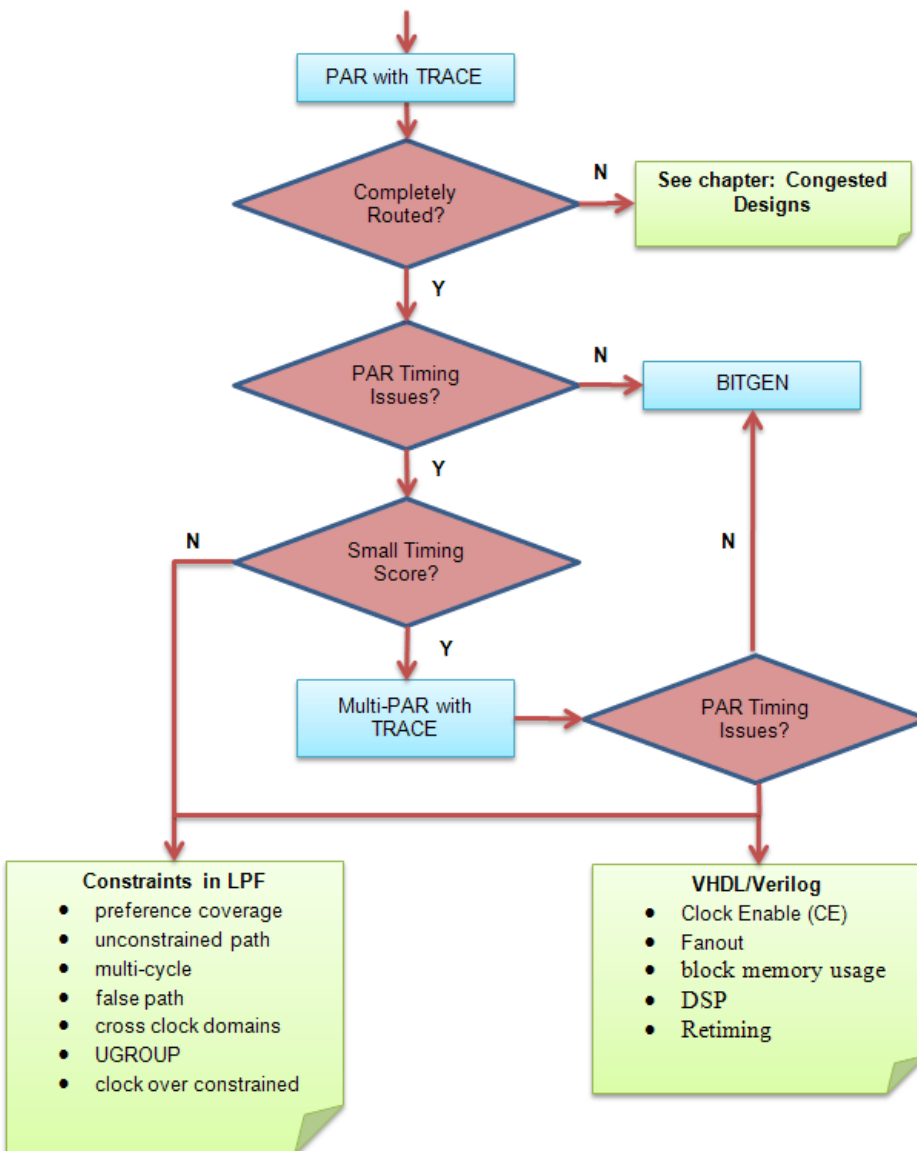 PAR with TRACE
Completely
Routed?
N
See chapter: Congested
Designs
Y
PAR Timing
Issues?
N
BITGEN
Y
Small Timing
Score?
N
N
Y
Multi-PAR with
TRACE
PAR Timing
Issues?
Constraints in LPF
• preference coverage
• unconstrained path
• multi-cycle
• false path
• cross clock domains
• UGROUP
• clock over constrained
VHDL/Verilog
• Clock Enable (CE)
• Fanout
• block memory usage
• DSP
• Retiming